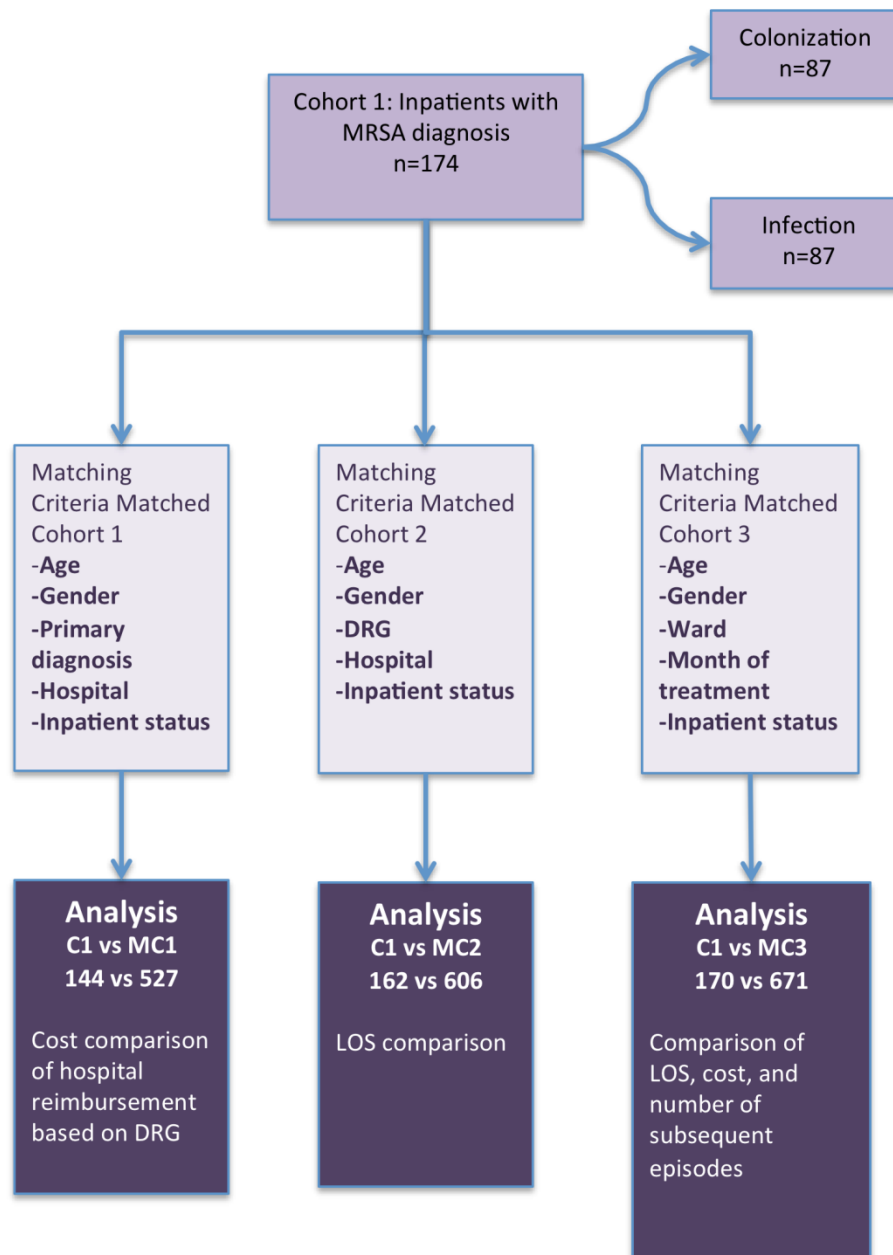 Colonization
n=87
Cohort 1: Inpatients with
MRSA diagnosis
n=174
Infection
n=87
Matching
Criteria Matched
Cohort 1
-Age
-Gender
-Primary
diagnosis
-Hospital
-Inpatient status
Matching
Criteria Matched
Cohort 2
-Age
-Gender
-DRG
-Hospital
-Inpatient status
Matching
Criteria Matched
Cohort 3
-Age
-Gender
-Ward
-Month of
treatment
-Inpatient status
Analysis
C1 vs MC1
144 vs 527
Cost comparison
of hospital
reimbursement
based on DRG
Analysis
C1 vs MC2
162 vs 606
LOS comparison
Analysis
C1 vs MC3
170 vs 671
Comparison of
LOS, cost, and
number of
subsequent
episodes